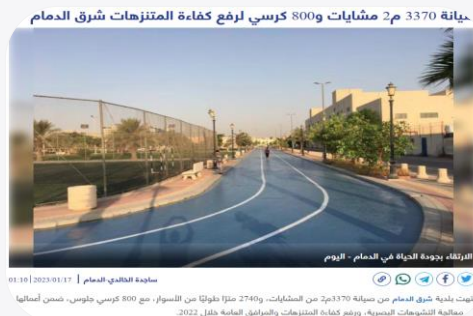 صيانة 3370 م2 مشايات و800 كرسي لرفع كفاءة المتنزهات شرق الدمام
الارتقاء بجودة الحياة في الدمام - اليوم
ساجدة الخالدي-الدمام | 2023/01/17 | 01:10
من صيانة 3370م2 من المشايات، و2740 مترًا طوليًا من الأسوار، مع 800 كرسي جلوس، ضمن أعمالها بلدية شرق الدمام
معالجة التشوهات البصرية، ورفع كفاءة المتنزهات والمرافق العامة خلال 2022.